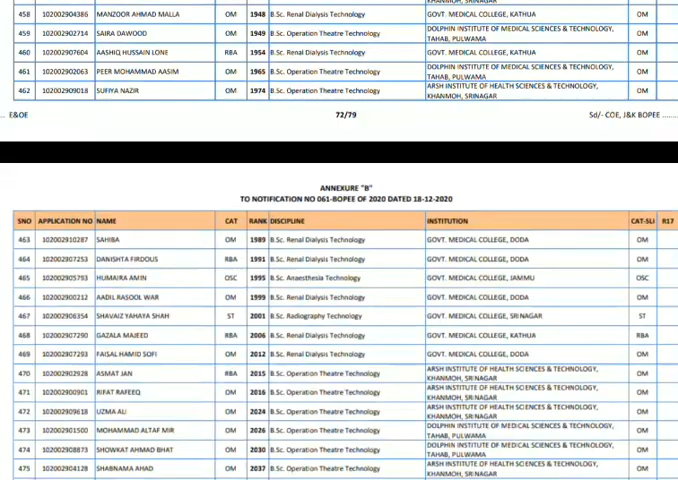 KHANMOH, SRINAGAR
458 102002904386 MANZOOR AHMAD MALLA OM 1948 B.Sc. Renal Dialysis Technology GOVT. MEDICAL COLLEGE, KATHUA OM
459 102002902714 SAIRA DAWOOD OM 1949 B.Sc. Operation Theatre Technology DOLPHIN INSTITUTE OF MEDICAL SCIENCES & TECHNOLOGY,
TAHAB, PULWAMA OM
460 102002907604 AASHIQ HUSSAIN LONE RBA 1954 B.Sc. Renal Dialysis Technology GOVT. MEDICAL COLLEGE, KATHUA OM
461 102002902063 PEER MOHAMMAD AASIM OM 1965 B.Sc. Operation Theatre Technology DOLPHIN INSTITUTE OF MEDICAL SCIENCES & TECHNOLOGY,
TAHAB, PULWAMA OM
462 102002909018 SUFIYA NAZIR OM 1974 B.Sc. Operation Theatre Technology ARSH INSTITUTE OF HEALTH SCIENCES & TECHNOLOGY,
KHANMOH, SRINAGAR OM
... E&OE 72/79 Sd/- COE, J&K BOPEE ........
ANNEXURE "B"
TO NOTIFICATION NO 061-BOPEE OF 2020 DATED 18-12-2020
SNO APPLICATION NO NAME CAT RANK DISCIPLINE INSTITUTION CAT-SLI R17
463 102002910287 SAHIBA OM 1989 B.Sc. Renal Dialysis Technology GOVT. MEDICAL COLLEGE, DODA OM
464 102002907253 DANISHTA FIRDOUS RBA 1991 B.Sc. Renal Dialysis Technology GOVT. MEDICAL COLLEGE, DODA OM
465 102002905793 HUMAIRA AMIN OSC 1995 B.Sc. Anaesthesia Technology GOVT. MEDICAL COLLEGE, JAMMU OSC
466 102002900212 AADIL RASOOL WAR OM 1999 B.Sc. Renal Dialysis Technology GOVT. MEDICAL COLLEGE, DODA OM
467 102002906354 SHAVAIZ YAHAYA SHAH ST 2001 B.Sc. Radiography Technology GOVT. MEDICAL COLLEGE, SRINAGAR ST
468 102002907290 GAZALA MAJEED RBA 2006 B.Sc. Renal Dialysis Technology GOVT. MEDICAL COLLEGE, KATHUA RBA
469 102002907293 FAISAL HAMID SOFI OM 2012 B.Sc. Renal Dialysis Technology GOVT. MEDICAL COLLEGE, DODA OM
470 102002902928 ASMAT JAN RBA 2015 B.Sc. Operation Theatre Technology ARSH INSTITUTE OF HEALTH SCIENCES & TECHNOLOGY,
KHANMOH, SRINAGAR OM
471 102002900901 RIFAT RAFEEQ OM 2016 B.Sc. Operation Theatre Technology ARSH INSTITUTE OF HEALTH SCIENCES & TECHNOLOGY,
KHANMOH, SRINAGAR OM
472 102002909618 UZMA ALI OM 2024 B.Sc. Operation Theatre Technology ARSH INSTITUTE OF HEALTH SCIENCES & TECHNOLOGY,
KHANMOH, SRINAGAR OM
473 102002901500 MOHAMMAD ALTAF MIR OM 2026 B.Sc. Operation Theatre Technology DOLPHIN INSTITUTE OF MEDICAL SCIENCES & TECHNOLOGY,
TAHAB, PULWAMA OM
474 102002908873 SHOWKAT AHMAD BHAT OM 2030 B.Sc. Operation Theatre Technology DOLPHIN INSTITUTE OF MEDICAL SCIENCES & TECHNOLOGY,
TAHAB, PULWAMA OM
475 102002904128 SHABNAMA AHAD OM 2037 B.Sc. Operation Theatre Technology ARSH INSTITUTE OF HEALTH SCIENCES & TECHNOLOGY,
KHANMOH, SRINAGAR OM